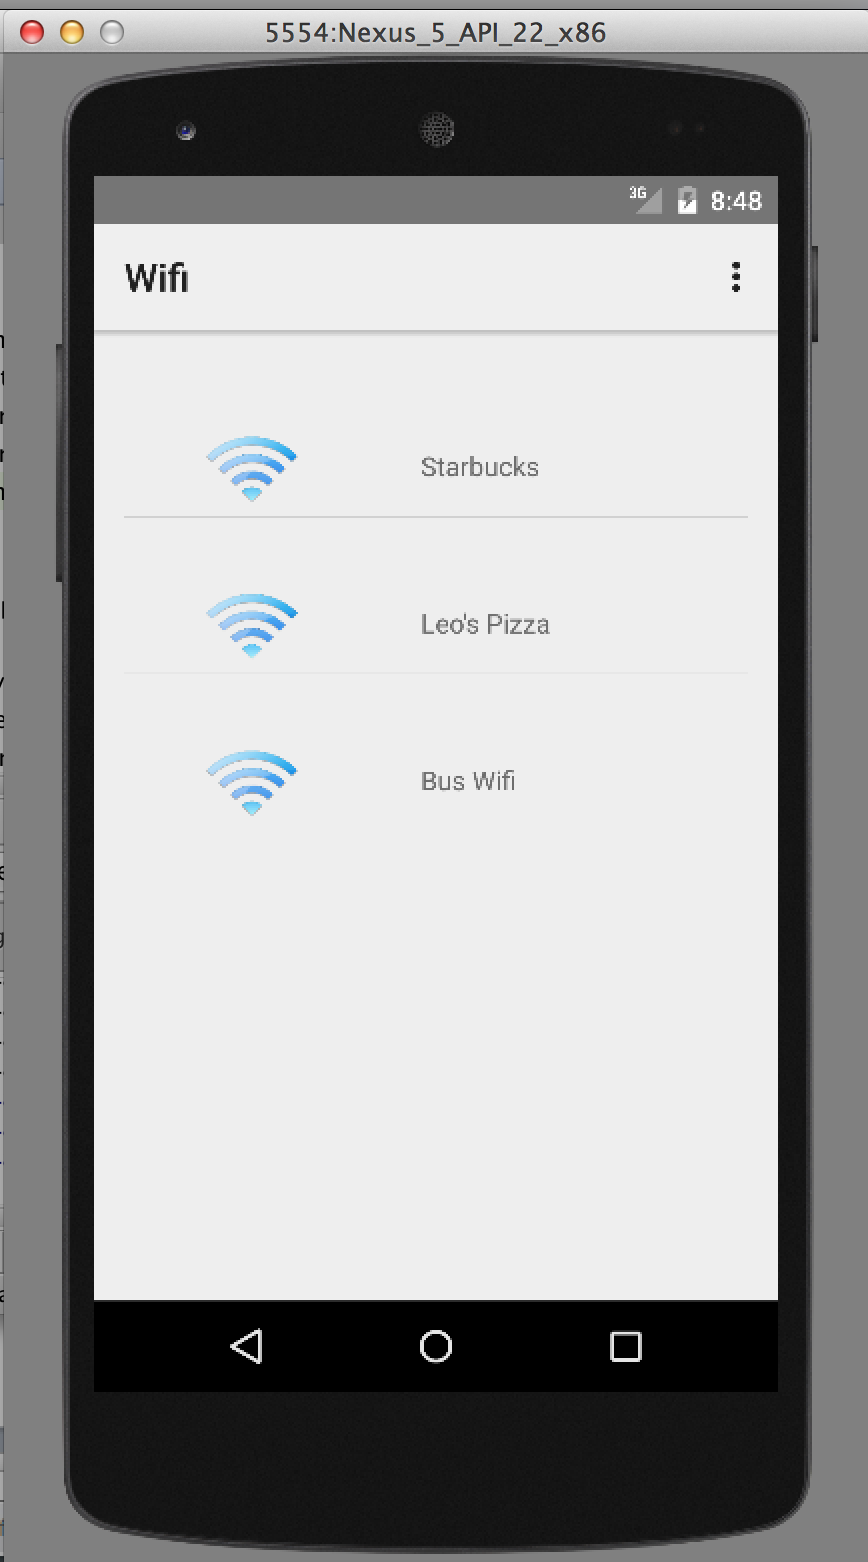 5554:Nexus_5_API_22_x86
3G 8:48
Wifi
Starbucks
Leo's Pizza
Bus Wifi